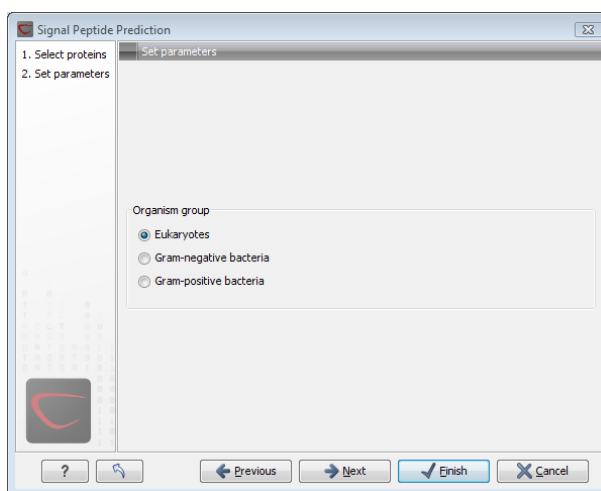 Signal Peptide Prediction
1. Select proteins
2. Set parameters
Set parameters
Organism group
Eukaryotes
Gram-negative bacteria
Gram-positive bacteria
? Previous Next Finish Cancel